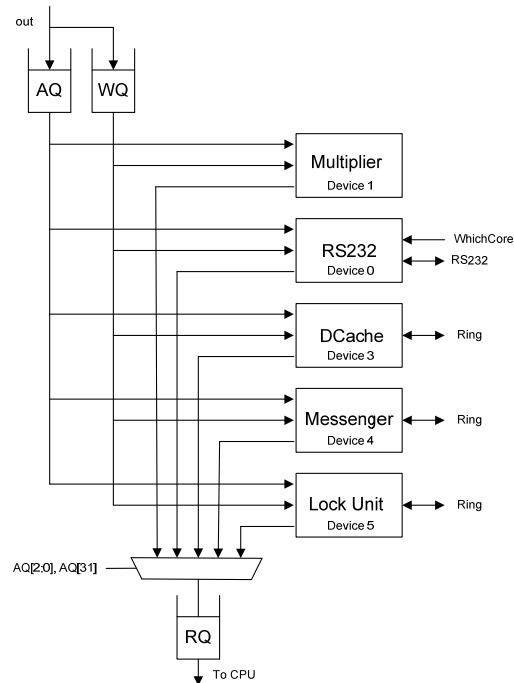 out
AQ
WQ
Multiplier
Device 1
RS232
Device 0
WhichCore
RS232
DCache
Device 3
Ring
Messenger
Device 4
Ring
Lock Unit
Device 5
Ring
AQ[2:0], AQ[31]
RQ
To CPU